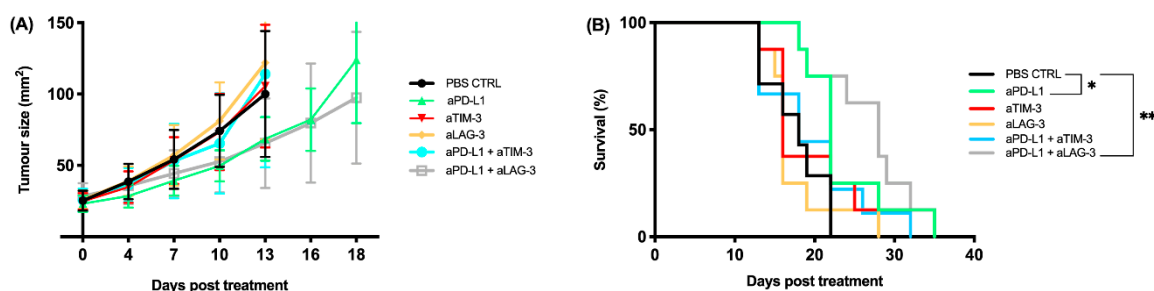 (A)
Tumour size (mm²)
150
100
50
0
4
7
10
13
16
18
Days post treatment
PBS CTRL
aPD-L1
aTIM-3
aLAG-3
aPD-L1 + aTIM-3
aPD-L1 + aLAG-3
(B)
Survival (%)
100
50
0
0
10
20
30
40
Days post treatment
PBS CTRL
aPD-L1
aTIM-3
aLAG-3
aPD-L1 + aTIM-3
aPD-L1 + aLAG-3
*
**